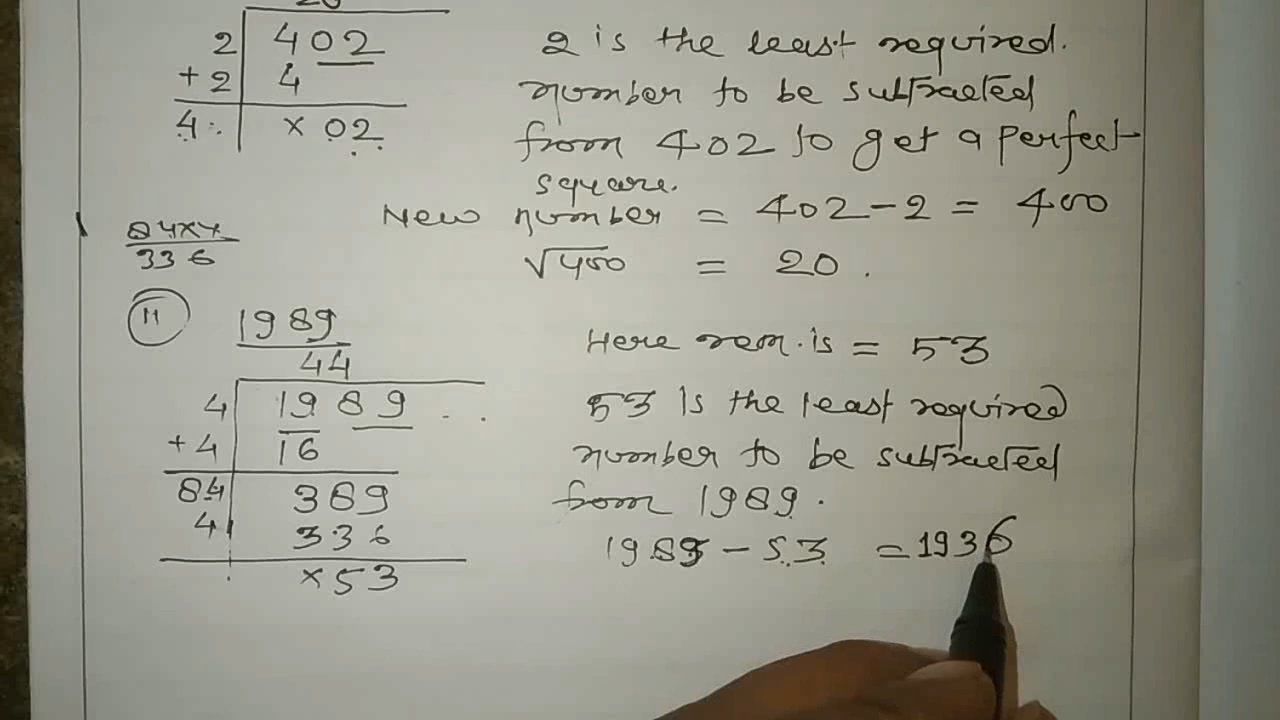 2 402 2 is the least required.
+ 2 4 number to be subtracted
4 × 02 from 402 to get a perfect
square.
New number = 402 - 2 = 400
84×4
336
√400 = 20.
11
1989
44 Here rem. is = 53
4 1989 .. 53 is the least required
+ 4 16 number to be subtracted
84 389 from 1989.
4 336
1989 - 53 = 1936
× 53